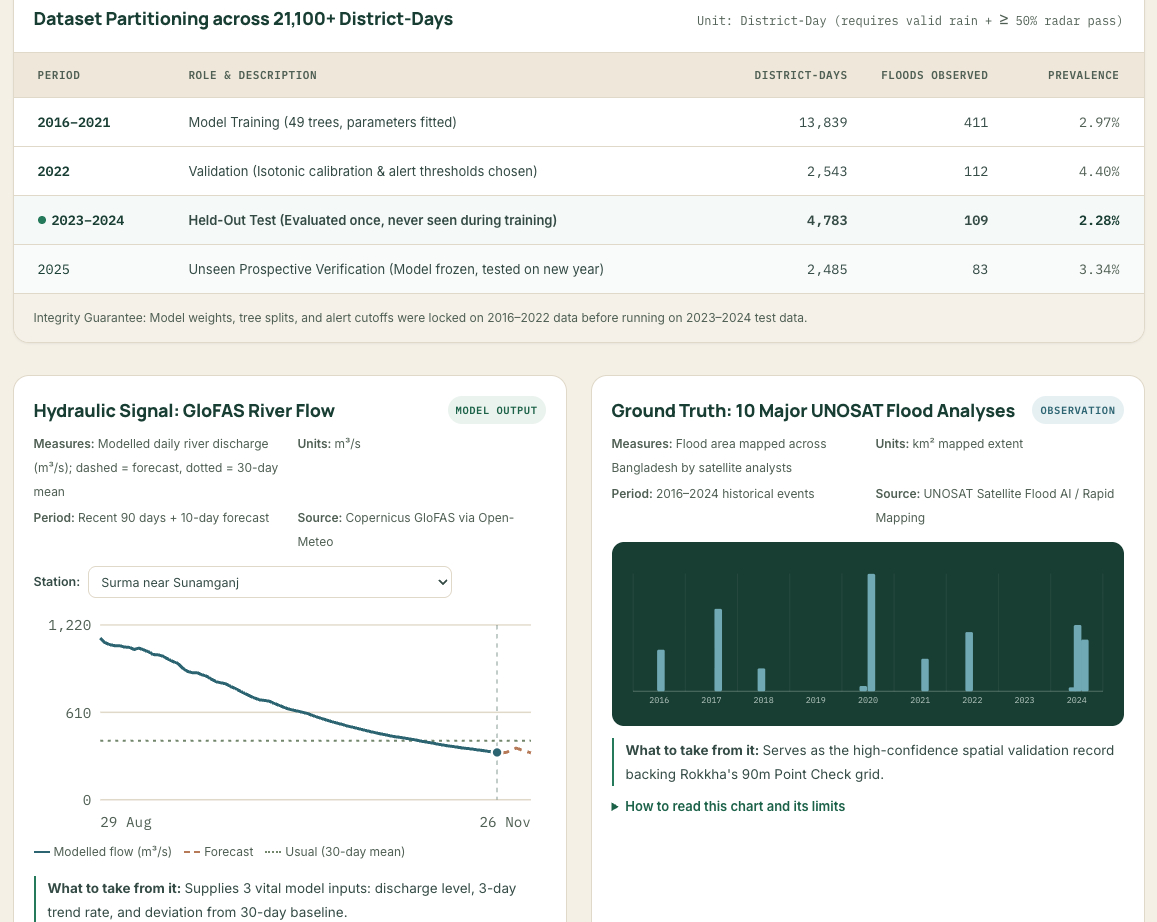 Dataset Partitioning across 21,100+ District-Days
Unit: District-Day (requires valid rain + ≥ 50% radar pass)
PERIOD ROLE & DESCRIPTION DISTRICT-DAYS FLOODS OBSERVED PREVALENCE
2016–2021 Model Training (49 trees, parameters fitted) 13,839 411 2.97%
2022 Validation (Isotonic calibration & alert thresholds chosen) 2,543 112 4.40%
2023–2024 Held-Out Test (Evaluated once, never seen during training) 4,783 109 2.28%
2025 Unseen Prospective Verification (Model frozen, tested on new year) 2,485 83 3.34%
Integrity Guarantee: Model weights, tree splits, and alert cutoffs were locked on 2016–2022 data before running on 2023–2024 test data.
Hydraulic Signal: GloFAS River Flow
MODEL OUTPUT
Measures: Modelled daily river discharge
(m³/s); dashed = forecast, dotted = 30-day
mean
Units: m³/s
Period: Recent 90 days + 10-day forecast
Source: Copernicus GloFAS via Open-
Meteo
Station: Surma near Sunamganj
1,220
610
0
29 Aug 26 Nov
Modelled flow (m³/s) Forecast Usual (30-day mean)
What to take from it: Supplies 3 vital model inputs: discharge level, 3-day
trend rate, and deviation from 30-day baseline.
Ground Truth: 10 Major UNOSAT Flood Analyses
OBSERVATION
Measures: Flood area mapped across
Bangladesh by satellite analysts
Units: km² mapped extent
Period: 2016–2024 historical events
Source: UNOSAT Satellite Flood AI / Rapid
Mapping
2016 2017 2018 2019 2020 2021 2022 2023 2024
What to take from it: Serves as the high-confidence spatial validation record
backing Rokkha's 90m Point Check grid.
How to read this chart and its limits